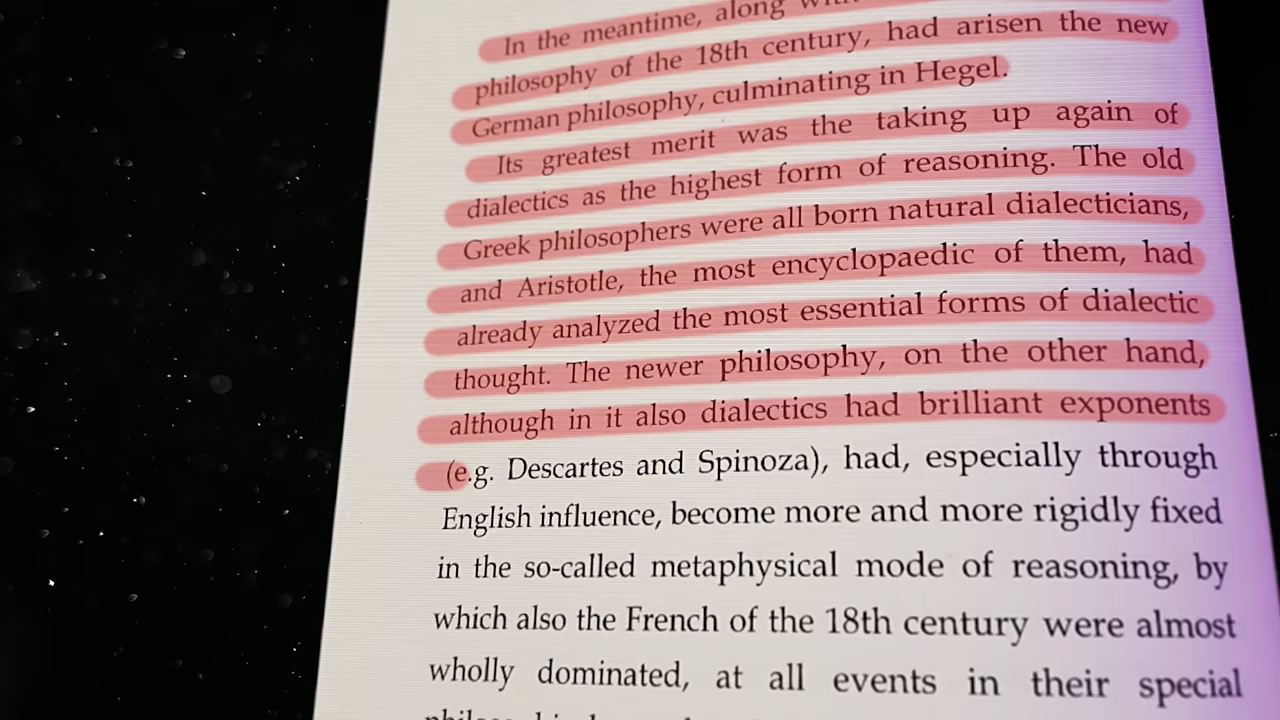 In the meantime, along
philosophy of the 18th century, had arisen the new
German philosophy, culminating in Hegel.
Its greatest merit was the taking up again of
dialectics as the highest form of reasoning. The old
Greek philosophers were all born natural dialecticians,
and Aristotle, the most encyclopaedic of them, had
already analyzed the most essential forms of dialectic
thought. The newer philosophy, on the other hand,
although in it also dialectics had brilliant exponents
(e.g. Descartes and Spinoza), had, especially through
English influence, become more and more rigidly fixed
in the so-called metaphysical mode of reasoning, by
which also the French of the 18th century were almost
wholly dominated, at all events in their special